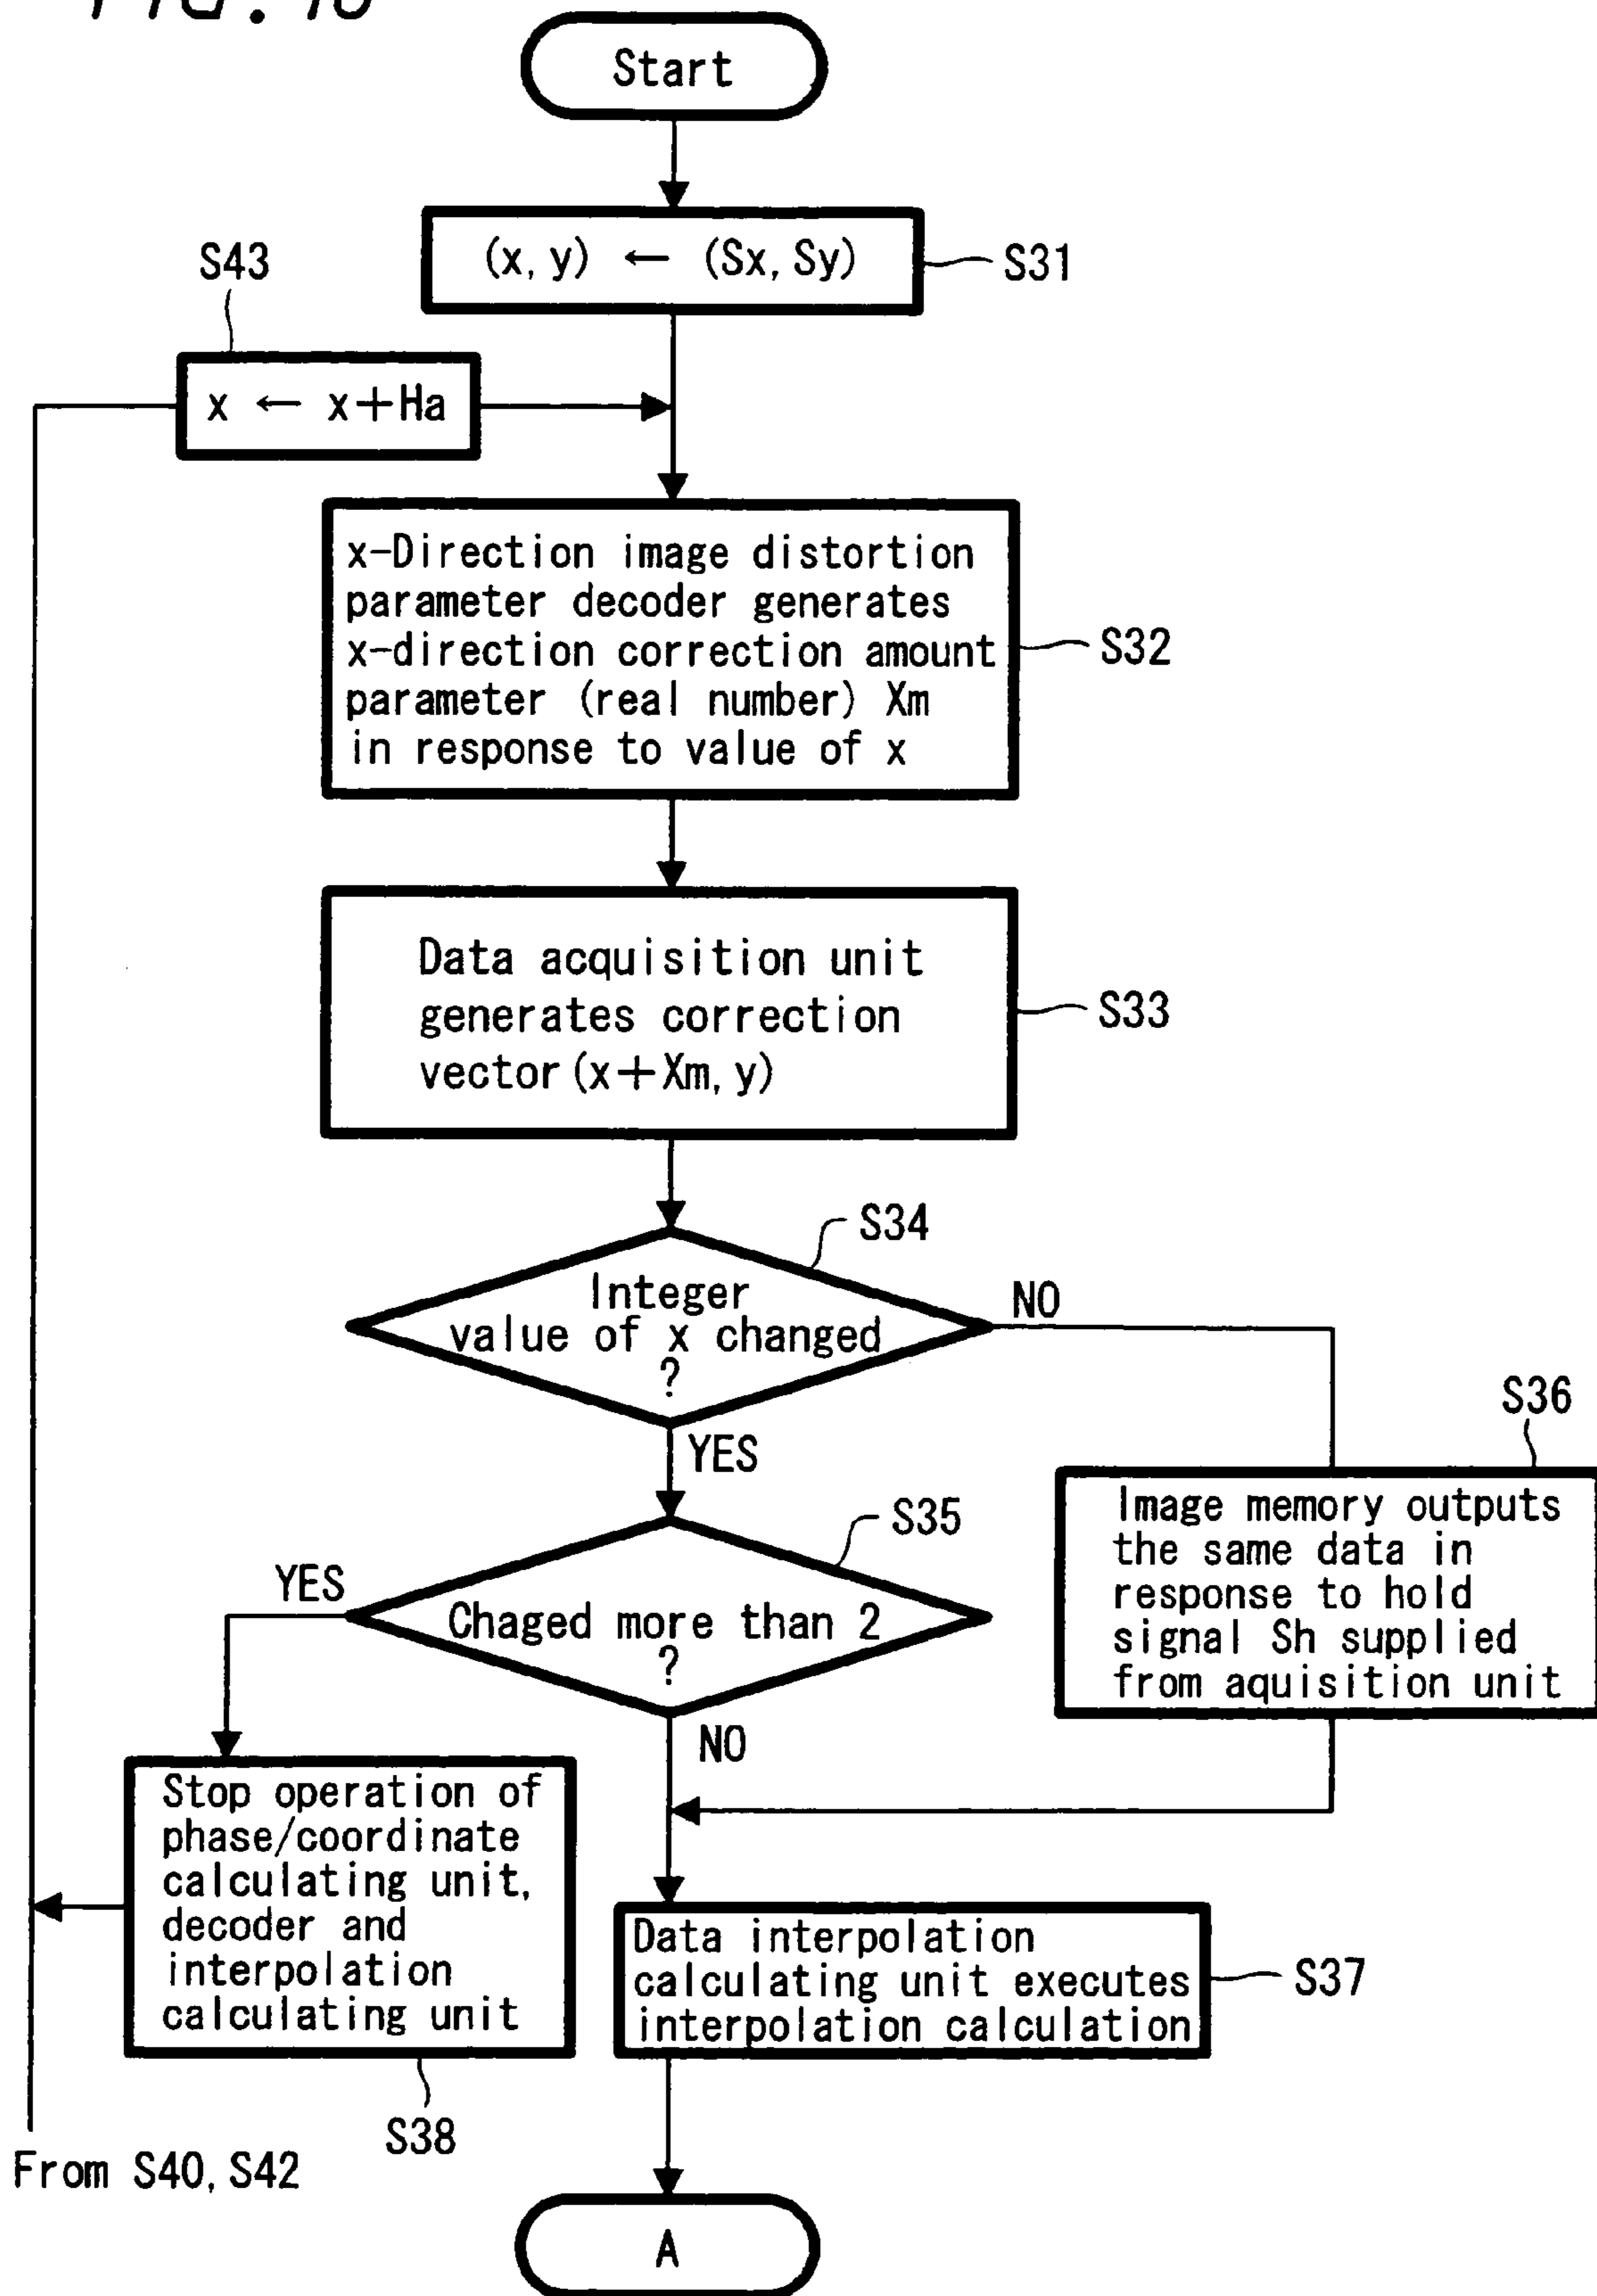 Start
(x, y) ← (Sx, Sy)
S31
S43
x ← x+Ha
x-Direction image distortion
parameter decoder generates
x-direction correction amount
parameter (real number) Xm
in response to value of x
S32
Data acquisition unit
generates correction
vector(x+Xm, y)
S33
S34
Integer
value of x changed
?
NO
YES
S36
Image memory outputs
the same data in
response to hold
signal Sh supplied
from aquisition unit
S35
YES
Chaged more than 2
?
NO
Stop operation of
phase/coordinate
calculating unit,
decoder and
interpolation
calculating unit
S38
Data interpolation
calculating unit executes
interpolation calculation
S37
From S40, S42
A